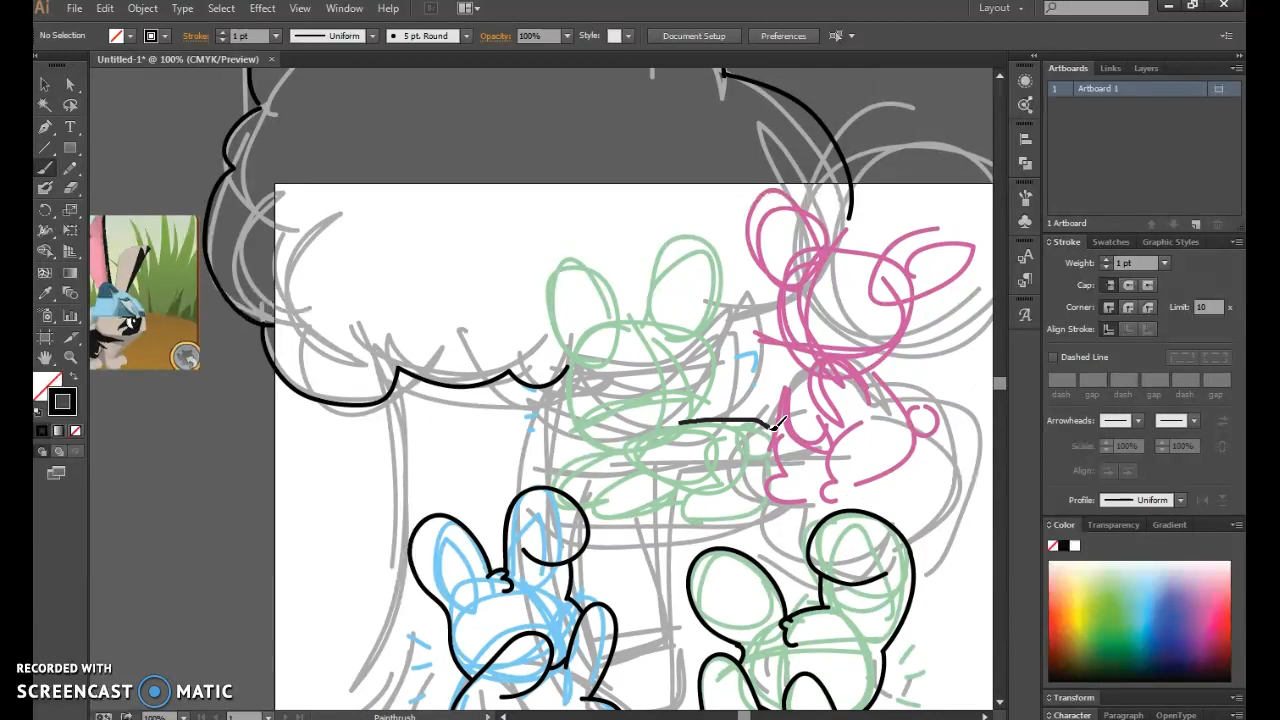 Ai File Edit Object Type Select Effect View Window Help Br Layout
No Selection Stroke: 1 pt Uniform 5 pt. Round Opacity: 100% Style: Document Setup Preferences
Untitled-1* @ 100% (CMYK/Preview) ×
Artboards Links Layers
1 Artboard 1
1 Artboard
Stroke Swatches Graphic Styles
Weight: 1 pt
Cap:
Corner: Limit: 10 x
Align Stroke:
Dashed Line
dash gap dash gap dash gap
Arrowheads:
Scale: 100% 100%
Align:
Profile: Uniform
Color Transparency Gradient
Transform
Character Paragraph OpenType
RECORDED WITH
SCREENCAST MATIC
100% 1 Paintbrush